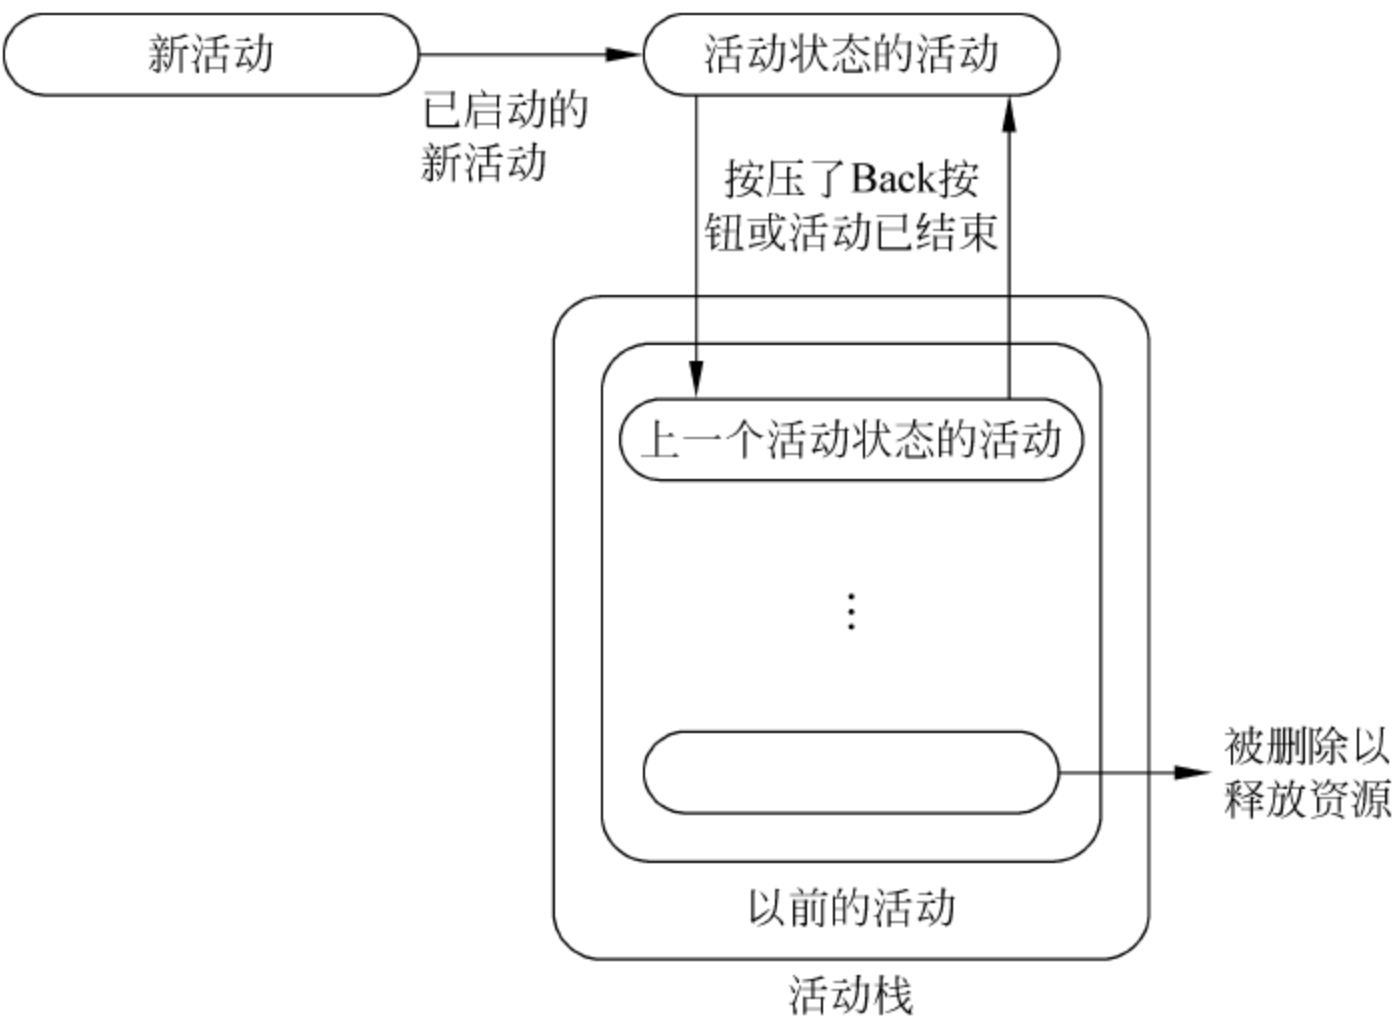 新活动
活动状态的活动
已启动的
新活动
按压了Back按
钮或活动已结束
上一个活动状态的活动
⋮
被删除以
释放资源
以前的活动
活动栈